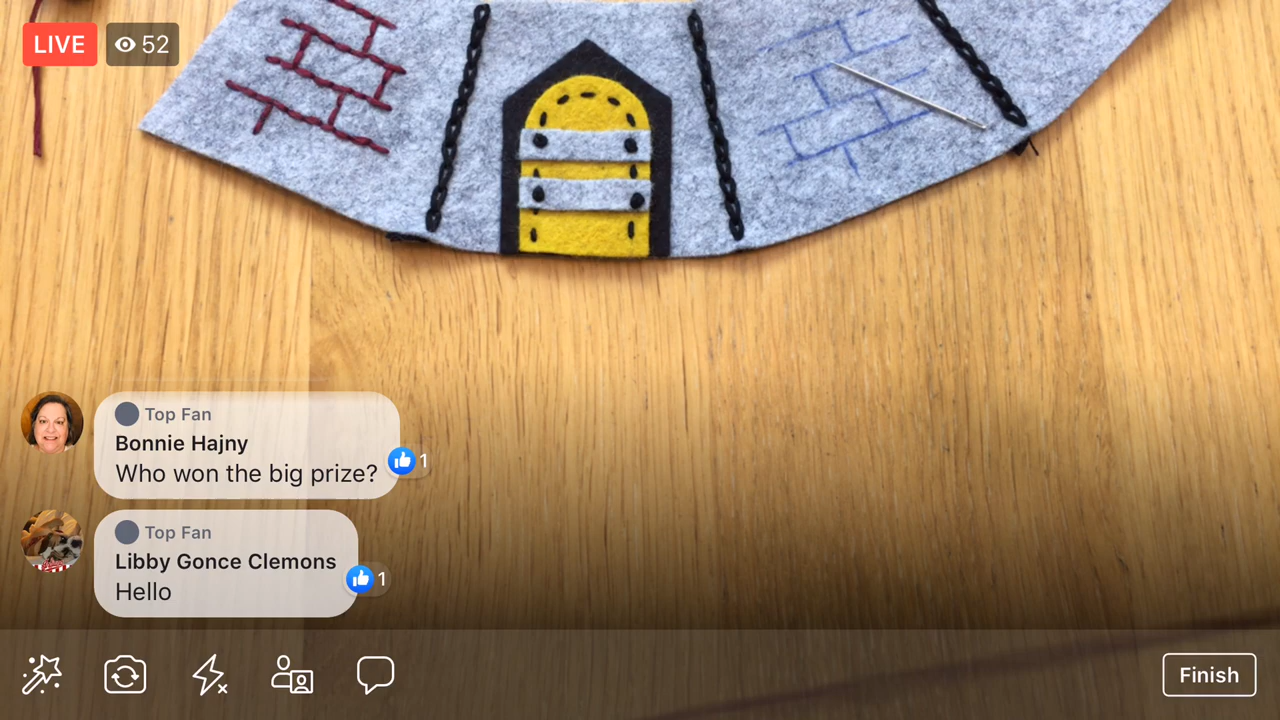 LIVE 52
Top Fan
Bonnie Hajny
Who won the big prize?
1
Top Fan
Libby Gonce Clemons
Hello
1
Finish